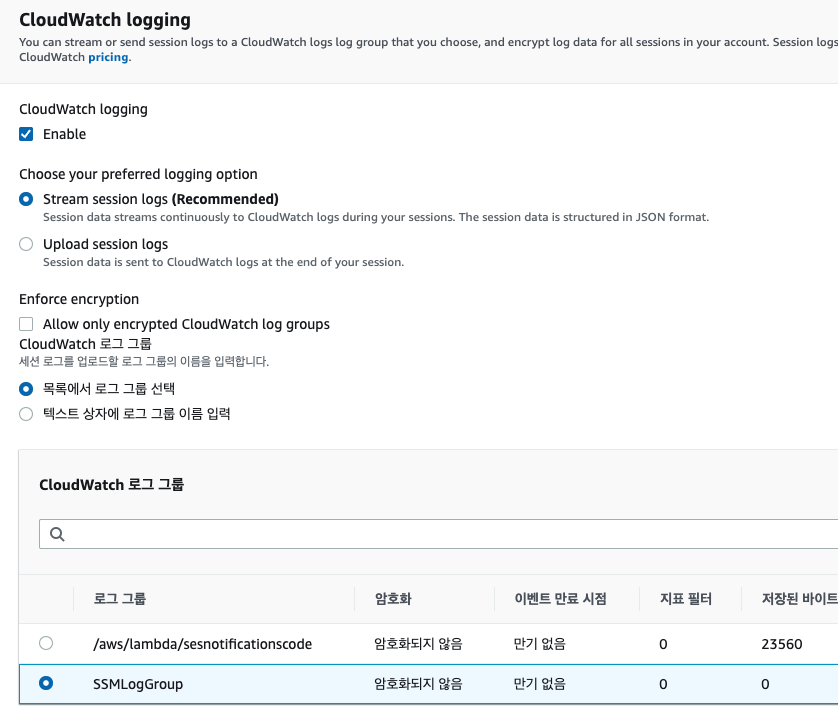 CloudWatch logging
You can stream or send session logs to a CloudWatch logs log group that you choose, and encrypt log data for all sessions in your account. Session logs
CloudWatch pricing.
CloudWatch logging
Enable
Choose your preferred logging option
Stream session logs (Recommended)
Session data streams continuously to CloudWatch logs during your sessions. The session data is structured in JSON format.
Upload session logs
Session data is sent to CloudWatch logs at the end of your session.
Enforce encryption
Allow only encrypted CloudWatch log groups
CloudWatch 로그 그룹
세션 로그를 업로드할 로그 그룹의 이름을 입력합니다.
목록에서 로그 그룹 선택
텍스트 상자에 로그 그룹 이름 입력
CloudWatch 로그 그룹
로그 그룹 암호화 이벤트 만료 시점 지표 필터 저장된 바이트
/aws/lambda/sesnotificationscode 암호화되지 않음 만기 없음 0 23560
SSMLogGroup 암호화되지 않음 만기 없음 0 0